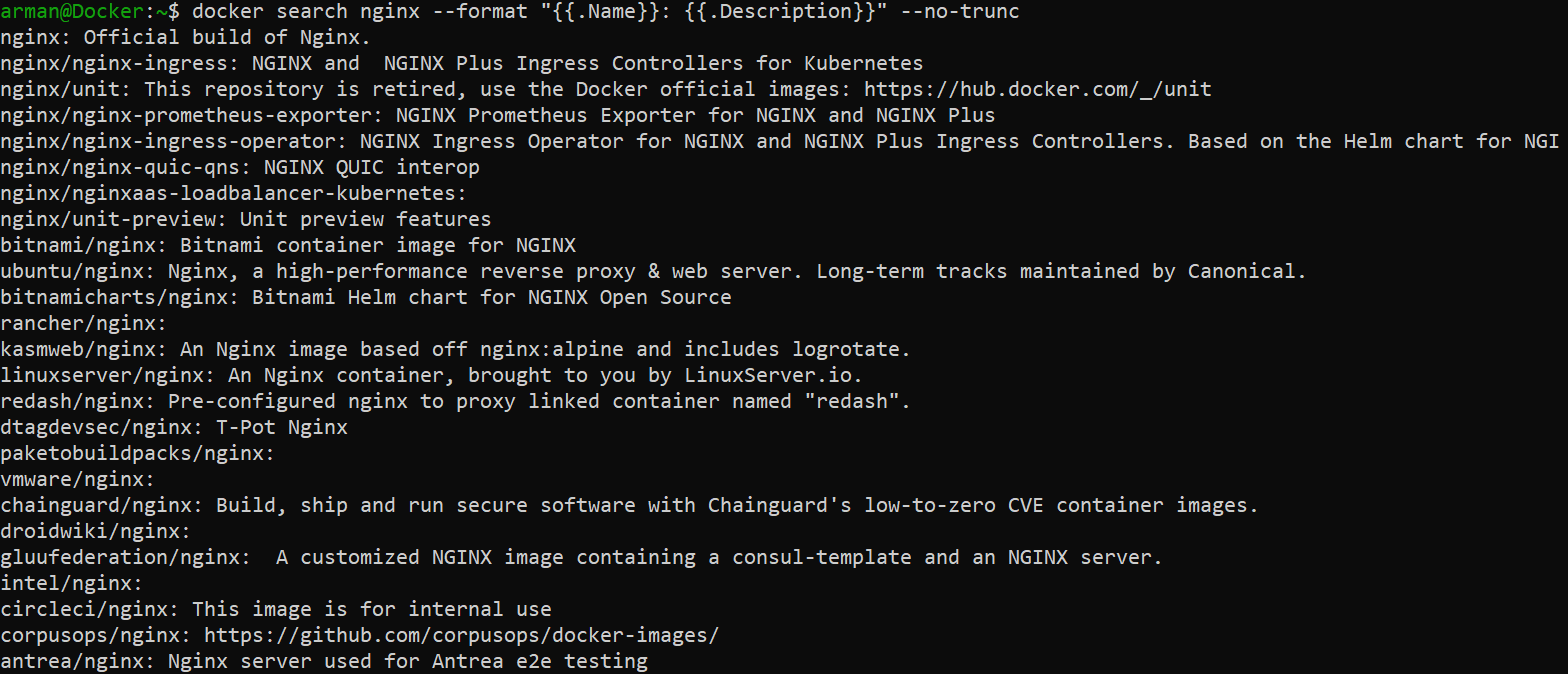 arman@Docker:~$ docker search nginx --format "{{.Name}}: {{.Description}}" --no-trunc
nginx: Official build of Nginx.
nginx/nginx-ingress: NGINX and  NGINX Plus Ingress Controllers for Kubernetes
nginx/unit: This repository is retired, use the Docker official images: https://hub.docker.com/_/unit
nginx/nginx-prometheus-exporter: NGINX Prometheus Exporter for NGINX and NGINX Plus
nginx/nginx-ingress-operator: NGINX Ingress Operator for NGINX and NGINX Plus Ingress Controllers. Based on the Helm chart for NGI
nginx/nginx-quic-qns: NGINX QUIC interop
nginx/nginxaas-loadbalancer-kubernetes:
nginx/unit-preview: Unit preview features
bitnami/nginx: Bitnami container image for NGINX
ubuntu/nginx: Nginx, a high-performance reverse proxy & web server. Long-term tracks maintained by Canonical.
bitnamicharts/nginx: Bitnami Helm chart for NGINX Open Source
rancher/nginx:
kasmweb/nginx: An Nginx image based off nginx:alpine and includes logrotate.
linuxserver/nginx: An Nginx container, brought to you by LinuxServer.io.
redash/nginx: Pre-configured nginx to proxy linked container named "redash".
dtagdevsec/nginx: T-Pot Nginx
paketobuildpacks/nginx:
vmware/nginx:
chainguard/nginx: Build, ship and run secure software with Chainguard's low-to-zero CVE container images.
droidwiki/nginx:
gluufederation/nginx:  A customized NGINX image containing a consul-template and an NGINX server.
intel/nginx:
circleci/nginx: This image is for internal use
corpusops/nginx: https://github.com/corpusops/docker-images/
antrea/nginx: Nginx server used for Antrea e2e testing